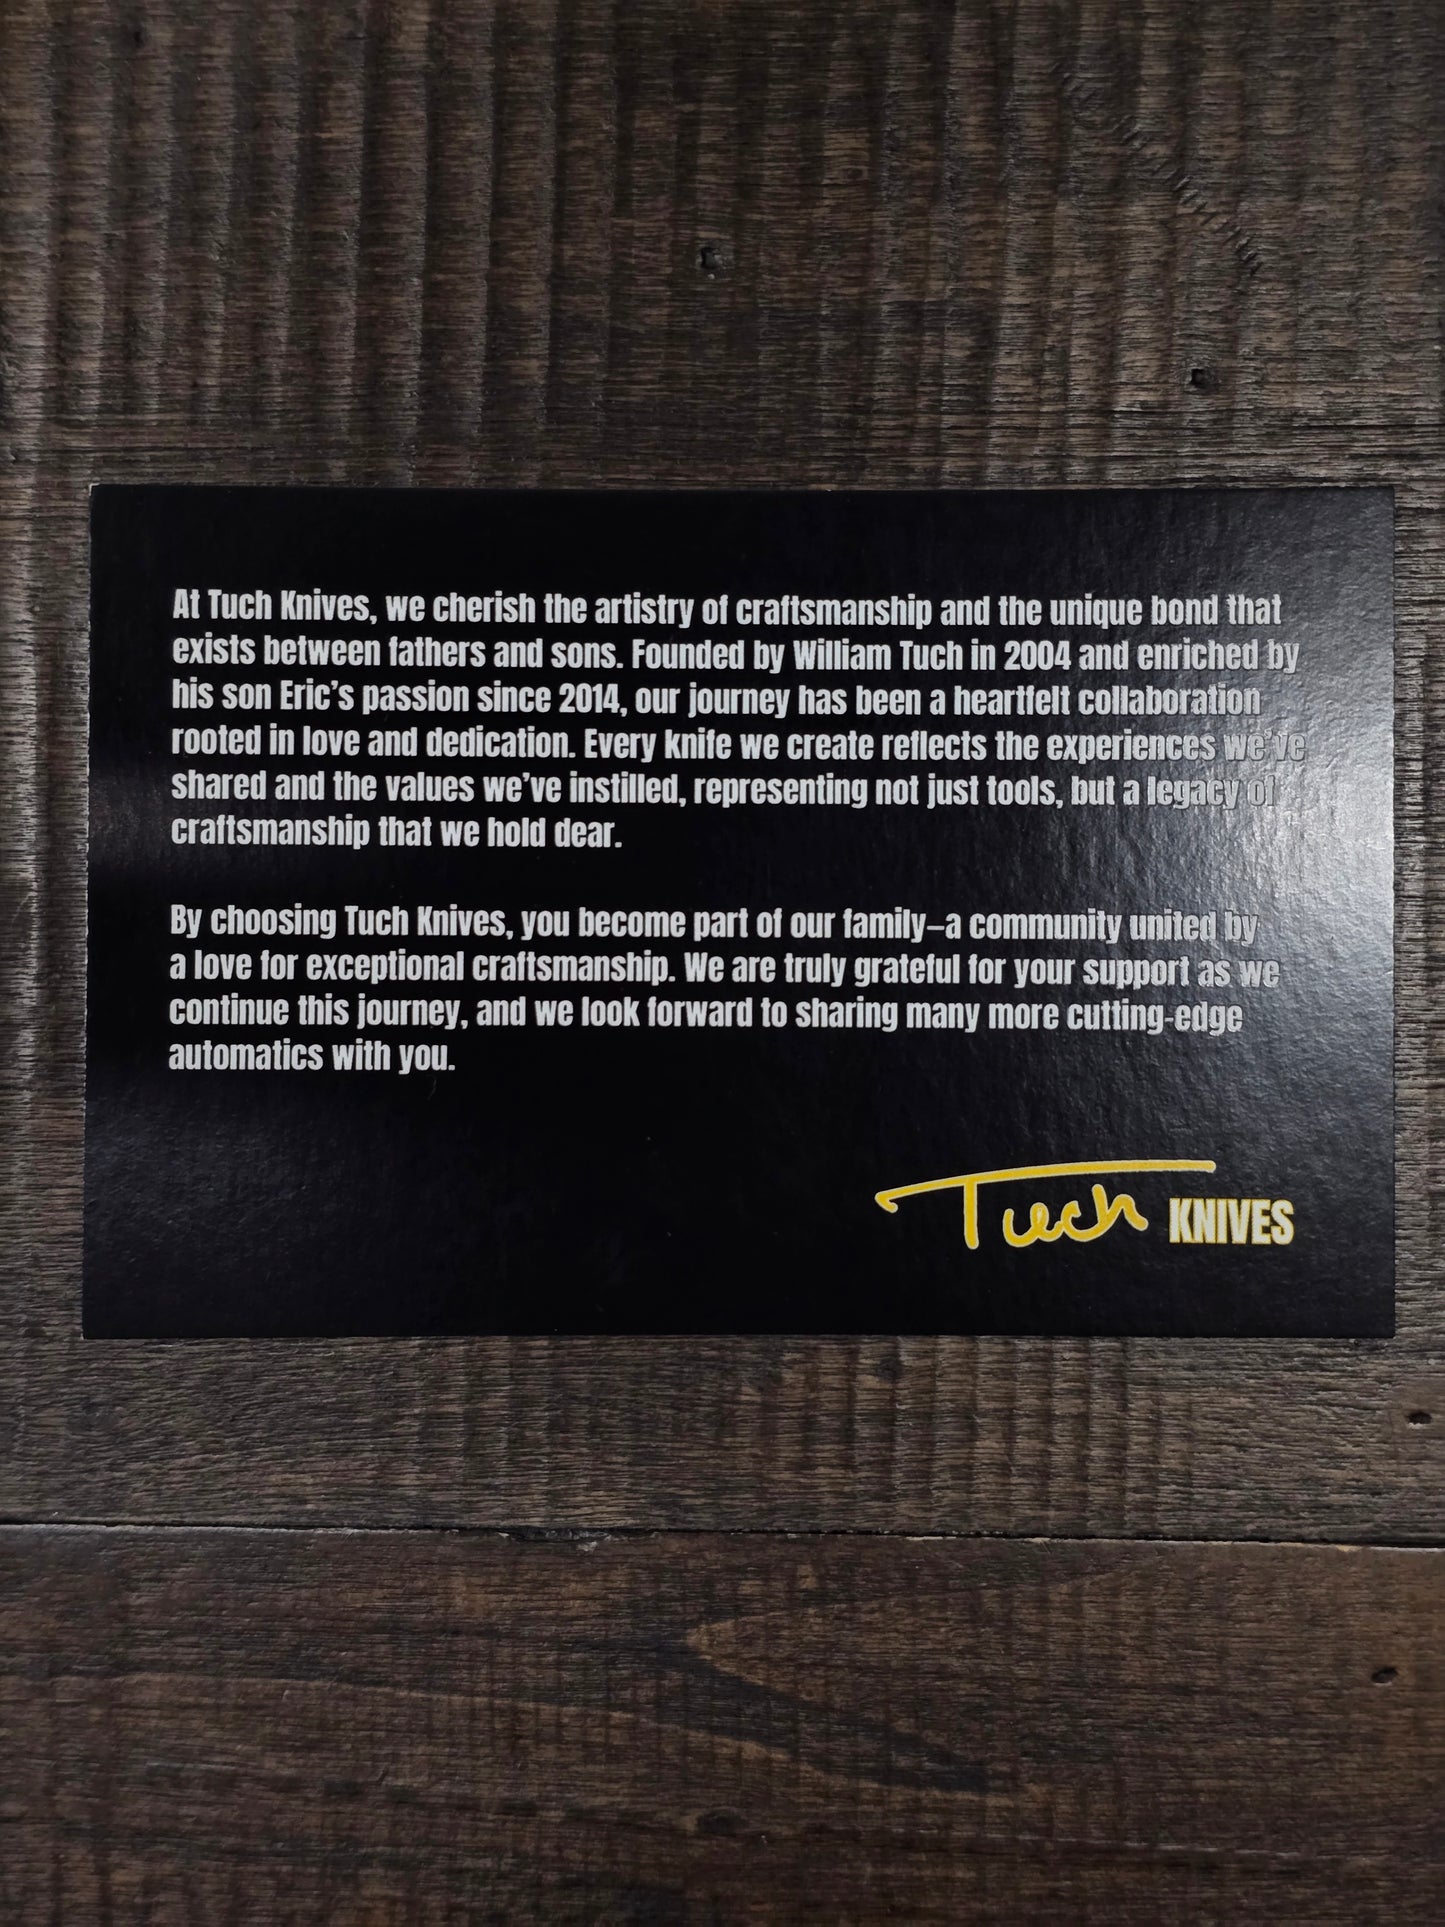 At Tuch Knives, we cherish the artistry of craftsmanship and the unique bond that
exists between fathers and sons. Founded by William Tuch in 2004 and enriched by
his son Eric's passion since 2014, our journey has been a heartfelt collaboration
rooted in love and dedication. Every knife we create reflects the experiences we've
shared and the values we've instilled, representing not just tools, but a legacy of
craftsmanship that we hold dear.
By choosing Tuch Knives, you become part of our family–a community united by
a love for exceptional craftsmanship. We are truly grateful for your support as we
continue this journey, and we look forward to sharing many more cutting-edge
automatics with you.
Tuch KNIVES